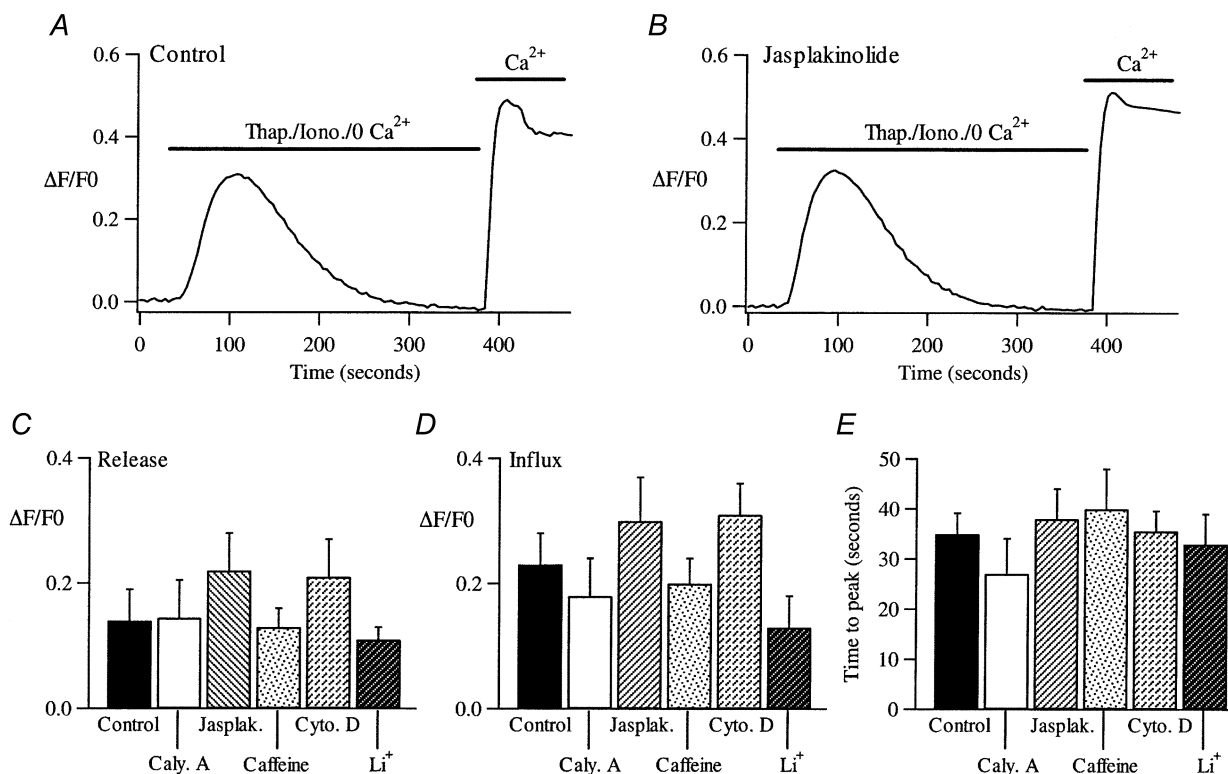 A
Control
0.6
Ca2+
0.4
Thap./Iono./0 Ca2+
ΔF/F0
0.2
0.0
0 100 200 300 400
Time (seconds)
B
Jasplakinolide
0.6
Ca2+
0.4
Thap./Iono./0 Ca2+
ΔF/F0
0.2
0.0
0 100 200 300 400
Time (seconds)
C
0.4
Release
ΔF/F0
0.2
0.0
Control Jasplak. Cyto. D
Caly. A Caffeine Li+
D
0.4
Influx
ΔF/F0
0.2
0.0
Control Jasplak. Cyto. D
Caly. A Caffeine Li+
E
50
40
30
20
10
0
Time to peak (seconds)
Control Jasplak. Cyto. D
Caly. A Caffeine Li+